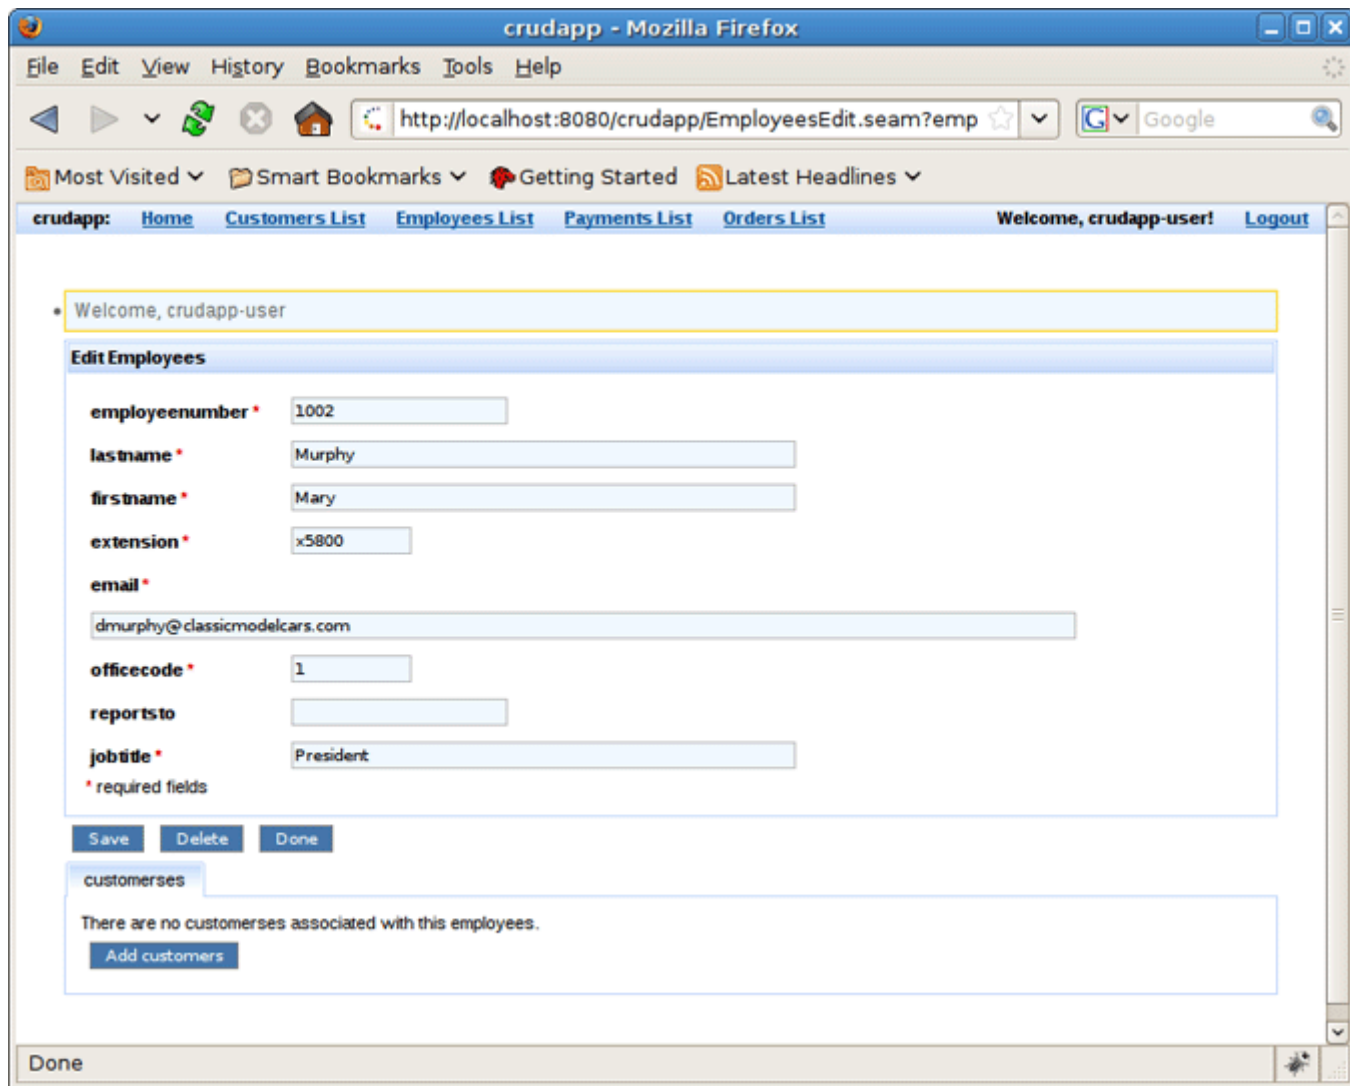 crudapp - Mozilla Firefox
File Edit View History Bookmarks Tools Help
http://localhost:8080/crudapp/EmployeesEdit.seam?emp G Google
Most Visited Smart Bookmarks Getting Started Latest Headlines
crudapp: Home Customers List Employees List Payments List Orders List Welcome, crudapp-user! Logout
• Welcome, crudapp-user
Edit Employees
employeenumber * 1002
lastname * Murphy
firstname * Mary
extension * x5800
email *
dmurphy@classicmodelcars.com
officecode * 1
reportsto
jobtitle * President
* required fields
Save Delete Done
customerses
There are no customerses associated with this employees.
Add customers
Done